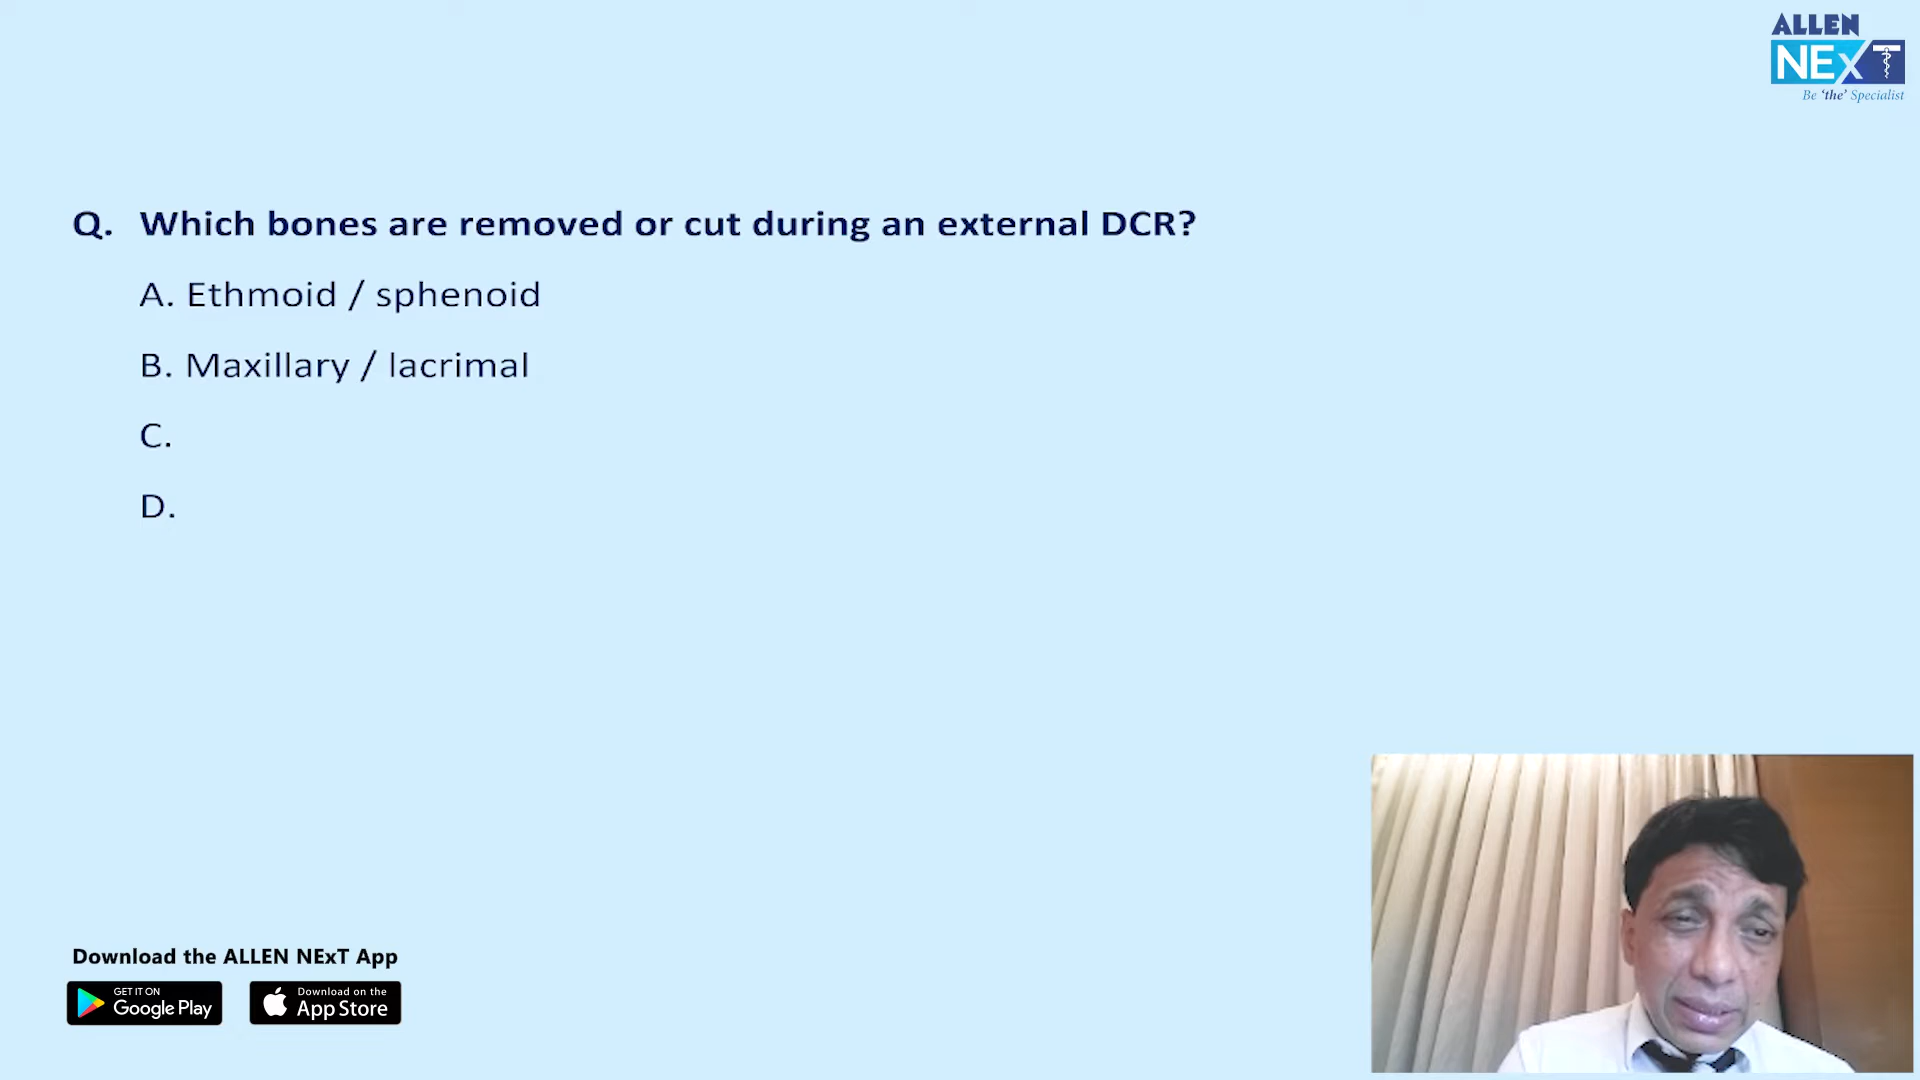 ALLEN
NExT
Be 'the' Specialist
Q. Which bones are removed or cut during an external DCR?
A. Ethmoid / sphenoid
B. Maxillary / lacrimal
C.
D.
Download the ALLEN NExT App
GET IT ON
Google Play
Download on the
App Store